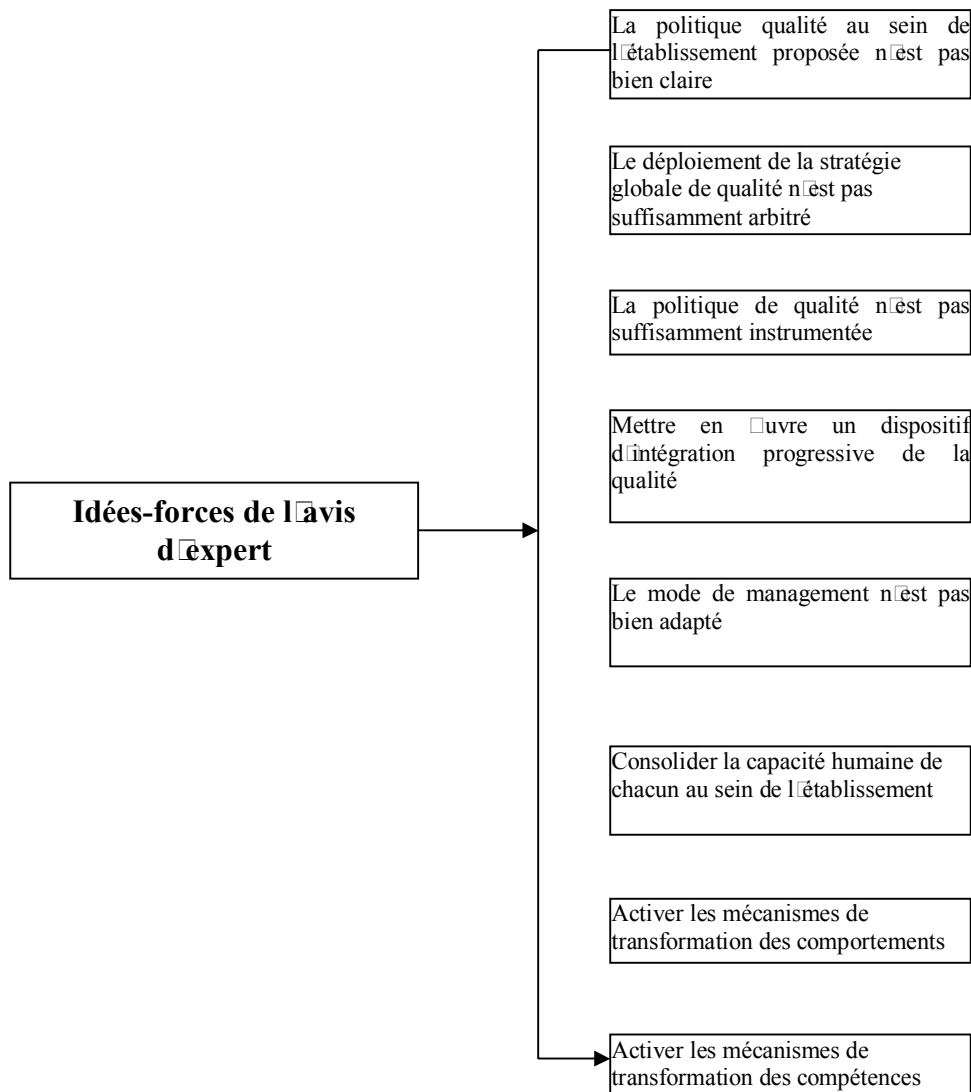 La politique qualité au sein de
l□établissement proposée n□est pas
bien claire
Le déploiement de la stratégie
globale de qualité n□est pas
suffisamment arbitré
La politique de qualité n□est pas
suffisamment instrumentée
Mettre en □uvre un dispositif
d□intégration progressive de la
qualité
Idées-forces de l□avis
d□expert
Le mode de management n□est pas
bien adapté
Consolider la capacité humaine de
chacun au sein de l□établissement
Activer les mécanismes de
transformation des comportements
Activer les mécanismes de
transformation des compétences